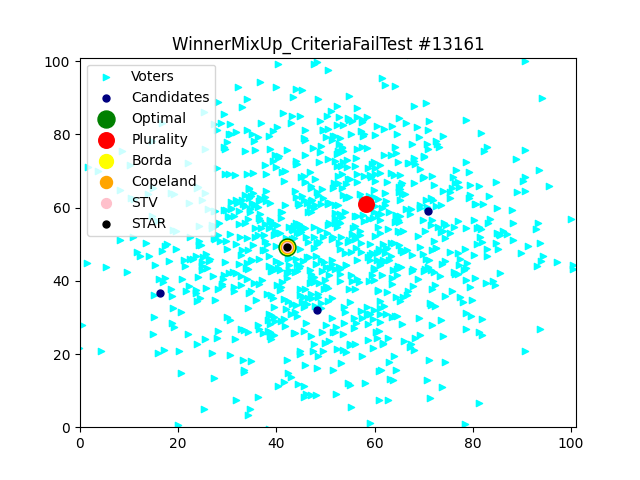 WinnerMixUp_CriteriaFailTest #13161
100
80
60
40
20
0
Voters
Candidates
Optimal
Plurality
Borda
Copeland
STV
STAR
0 20 40 60 80 100